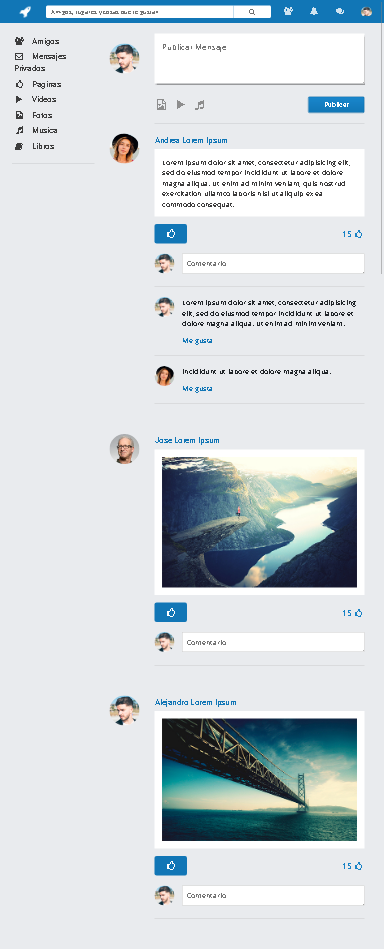 Amigos, lugares y cosas que te gustan
Amigos
Mensajes
Privados
Paginas
Videos
Fotos
Musica
Libros
Publicar Mensaje
Publicar
Andrea Lorem Ipsum
Lorem ipsum dolor sit amet, consectetur adipisicing elit,
sed do eiusmod tempor incididunt ut labore et dolore
magna aliqua. ut enim ad minim veniam, quis nostrud
exercitation ullamco laboris nisi ut aliquip ex ea
commodo consequat.
15
Comentario
Lorem ipsum dolor sit amet, consectetur adipisicing
elit, sed do eiusmod tempor incididunt ut labore et
dolore magna aliqua. ut enim ad minim veniam.
Me gusta
incididunt ut labore et dolore magna aliqua.
Me gusta
Jose Lorem Ipsum
15
Comentario
Alejandro Lorem Ipsum
15
Comentario